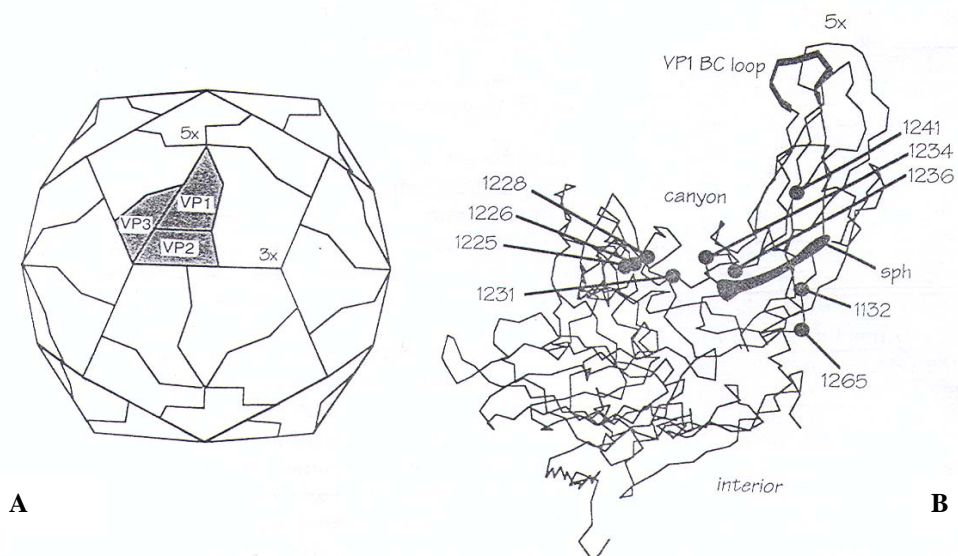 5x
VP1
VP3
VP2
3x
A
5x
VP1 BC loop
1241
1234
1236
1228
1226
1225
1231
canyon
sph
1132
1265
interior
B